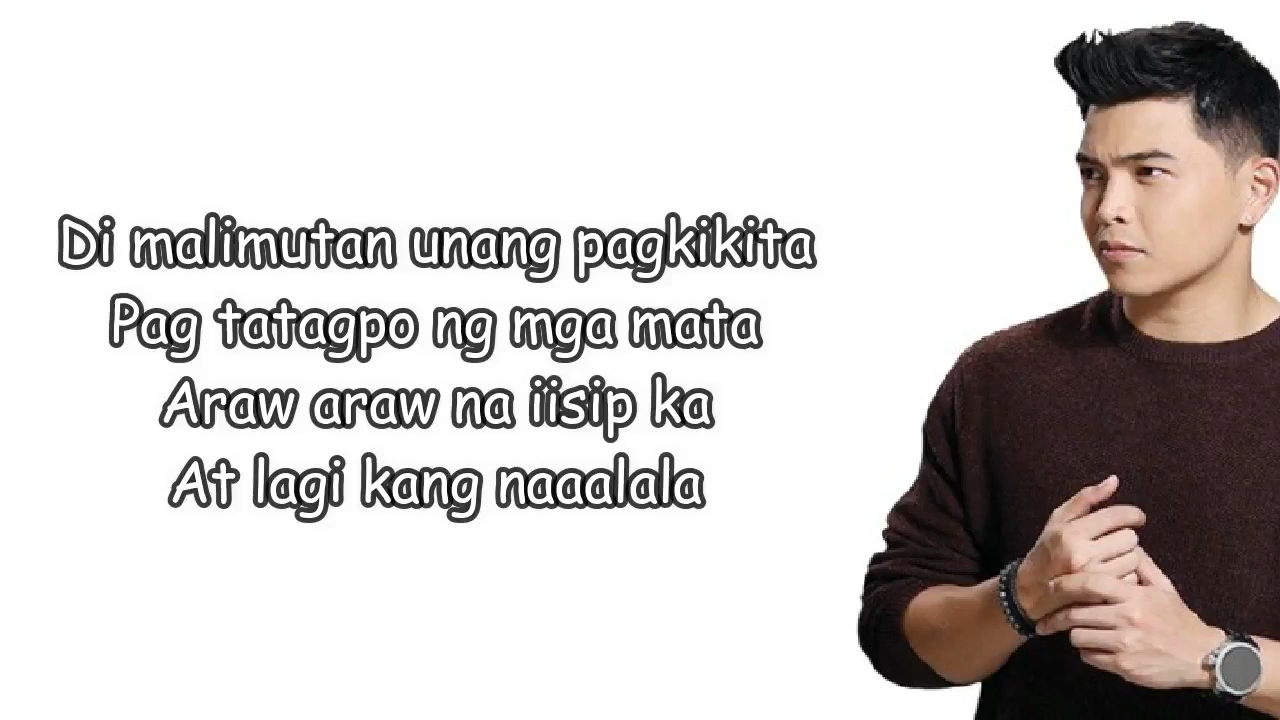 Di malimutan unang pagkikita
Pag tatagpo ng mga mata
Araw araw na iisip ka
At lagi kang naaalala